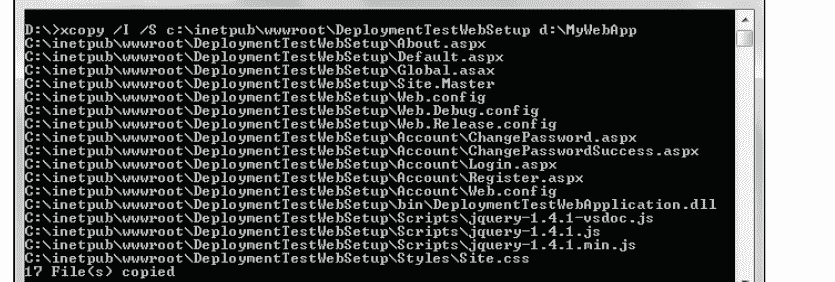 D:\>xcopy /I /S c:\inetpub\wwwroot\DeploymentTestWebSetup d:\MyWebApp
C:\inetpub\wwwroot\DeploymentTestWebSetup\About.aspx
C:\inetpub\wwwroot\DeploymentTestWebSetup\Default.aspx
C:\inetpub\wwwroot\DeploymentTestWebSetup\Global.asax
C:\inetpub\wwwroot\DeploymentTestWebSetup\Site.Master
C:\inetpub\wwwroot\DeploymentTestWebSetup\Web.config
C:\inetpub\wwwroot\DeploymentTestWebSetup\Web.Debug.config
C:\inetpub\wwwroot\DeploymentTestWebSetup\Web.Release.config
C:\inetpub\wwwroot\DeploymentTestWebSetup\Account\ChangePassword.aspx
C:\inetpub\wwwroot\DeploymentTestWebSetup\Account\ChangePasswordSuccess.aspx
C:\inetpub\wwwroot\DeploymentTestWebSetup\Account\Login.aspx
C:\inetpub\wwwroot\DeploymentTestWebSetup\Account\Register.aspx
C:\inetpub\wwwroot\DeploymentTestWebSetup\Account\Web.config
C:\inetpub\wwwroot\DeploymentTestWebSetup\bin\DeploymentTestWebApplication.dll
C:\inetpub\wwwroot\DeploymentTestWebSetup\Scripts\jquery-1.4.1-vsdoc.js
C:\inetpub\wwwroot\DeploymentTestWebSetup\Scripts\jquery-1.4.1.js
C:\inetpub\wwwroot\DeploymentTestWebSetup\Scripts\jquery-1.4.1.min.js
C:\inetpub\wwwroot\DeploymentTestWebSetup\Styles\Site.css
17 File(s) copied